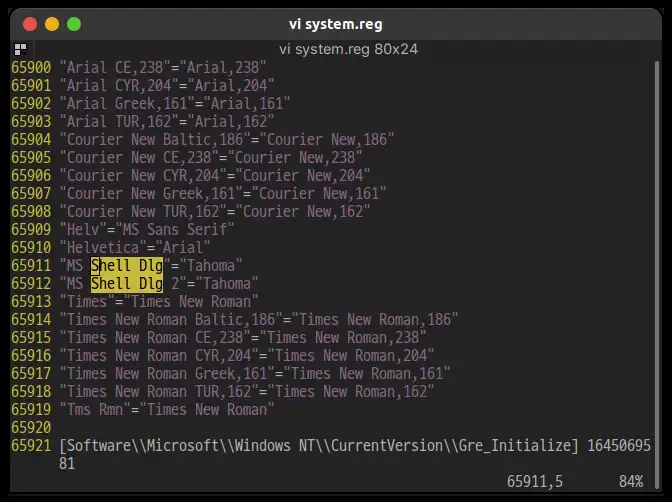 vi system.reg
vi system.reg 80x24
65900 "Arial CE,238"="Arial,238"
65901 "Arial CYR,204"="Arial,204"
65902 "Arial Greek,161"="Arial,161"
65903 "Arial TUR,162"="Arial,162"
65904 "Courier New Baltic,186"="Courier New,186"
65905 "Courier New CE,238"="Courier New,238"
65906 "Courier New CYR,204"="Courier New,204"
65907 "Courier New Greek,161"="Courier New,161"
65908 "Courier New TUR,162"="Courier New,162"
65909 "Helv"="MS Sans Serif"
65910 "Helvetica"="Arial"
65911 "MS Shell Dlg"="Tahoma"
65912 "MS Shell Dlg 2"="Tahoma"
65913 "Times"="Times New Roman"
65914 "Times New Roman Baltic,186"="Times New Roman,186"
65915 "Times New Roman CE,238"="Times New Roman,238"
65916 "Times New Roman CYR,204"="Times New Roman,204"
65917 "Times New Roman Greek,161"="Times New Roman,161"
65918 "Times New Roman TUR,162"="Times New Roman,162"
65919 "Tms Rmn"="Times New Roman"
65920
65921 [Software\\Microsoft\\Windows NT\\CurrentVersion\\Gre_Initialize] 16450695
81
65911,5 84%